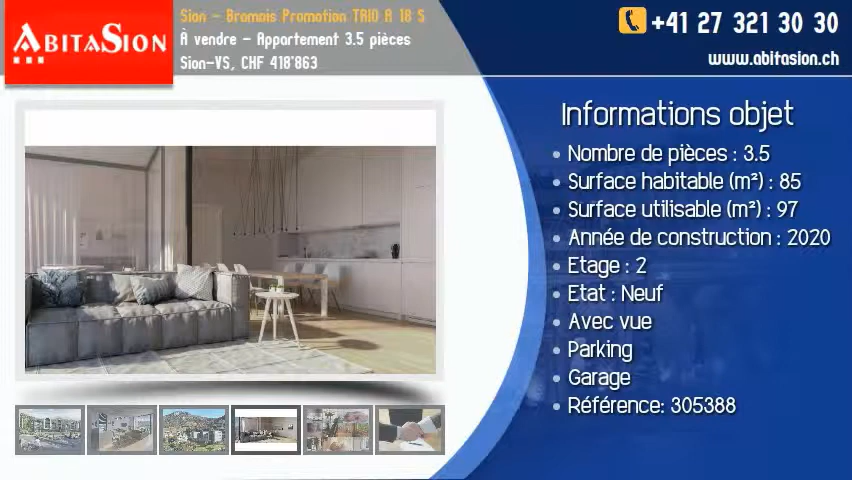 ABITASION
Sion - Bramois Promotion TRIO A 18 S
À vendre - Appartement 3.5 pièces
Sion-VS, CHF 418'863
+41 27 321 30 30
www.abitasion.ch
Informations objet
Nombre de pièces : 3.5
Surface habitable (m²) : 85
Surface utilisable (m²) : 97
Année de construction : 2020
Etage : 2
Etat : Neuf
Avec vue
Parking
Garage
Référence: 305388